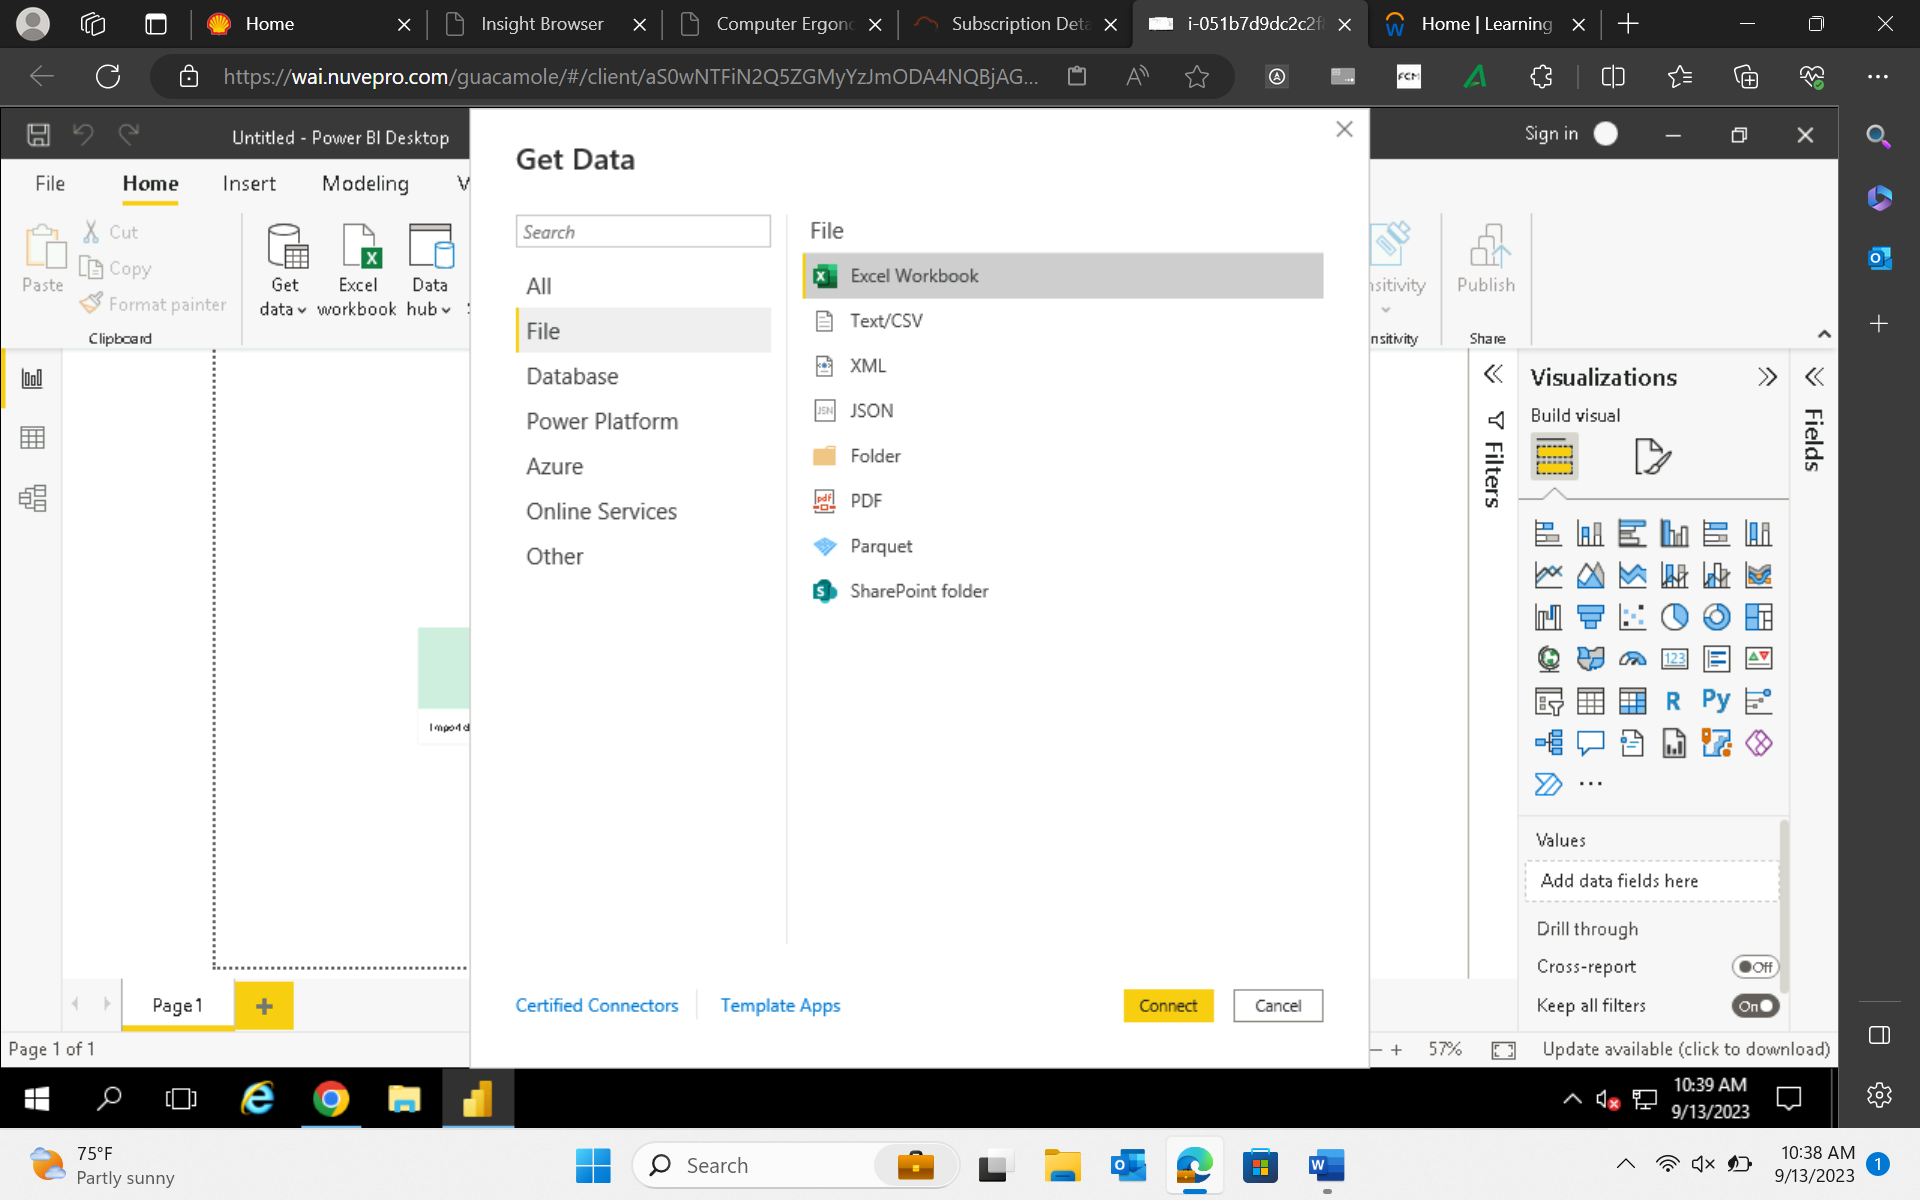 Home
Insight Browser
Computer Ergono
Subscription Deta
i-051b7d9dc2c2f
Home | Learning
https://wai.nuvepro.com/guacamole/#/client/aS0wNTFiN2Q5ZGMyYzJmODA4NQBjAG...
FCM
Untitled - Power BI Desktop
Sign in
File
Home
Insert
Modeling
Paste
Cut
Copy
Format painter
Clipboard
Get data
Excel workbook
Data hub
Get Data
Search
All
File
Database
Power Platform
Azure
Online Services
Other
File
Excel Workbook
Text/CSV
XML
JSON
Folder
PDF
Parquet
SharePoint folder
Certified Connectors
Template Apps
Connect
Cancel
nsitivity
nsitivity
Publish
Share
Filters
Visualizations
Build visual
Fields
123
R
Py
Values
Add data fields here
Drill through
Cross-report
Off
Keep all filters
On
Import d
Page 1
Page 1 of 1
57%
Update available (click to download)
10:39 AM
9/13/2023
75°F
Partly sunny
Search
10:38 AM
9/13/2023
1